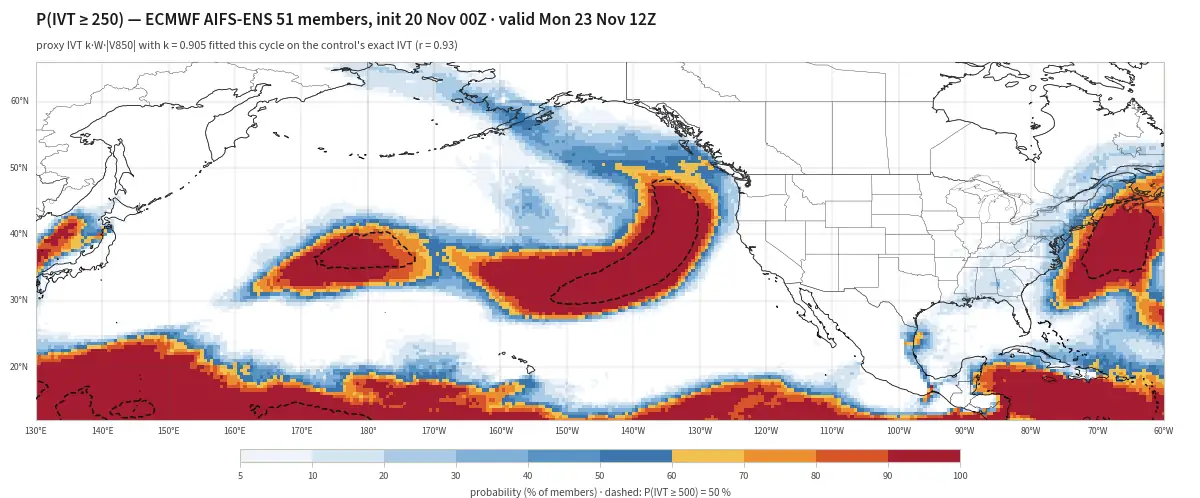 P(IVT ≥ 250) — ECMWF AIFS-ENS 51 members, init 20 Nov 00Z · valid Mon 23 Nov 12Z
proxy IVT k·W·|V850| with k = 0.905 fitted this cycle on the control's exact IVT (r = 0.93)
60°N
50°N
40°N
30°N
20°N
130°E 140°E 150°E 160°E 170°E 180° 170°W 160°W 150°W 140°W 130°W 120°W 110°W 100°W 90°W 80°W 70°W 60°W
5 10 20 30 40 50 60 70 80 90 100
probability (% of members) · dashed: P(IVT ≥ 500) = 50 %